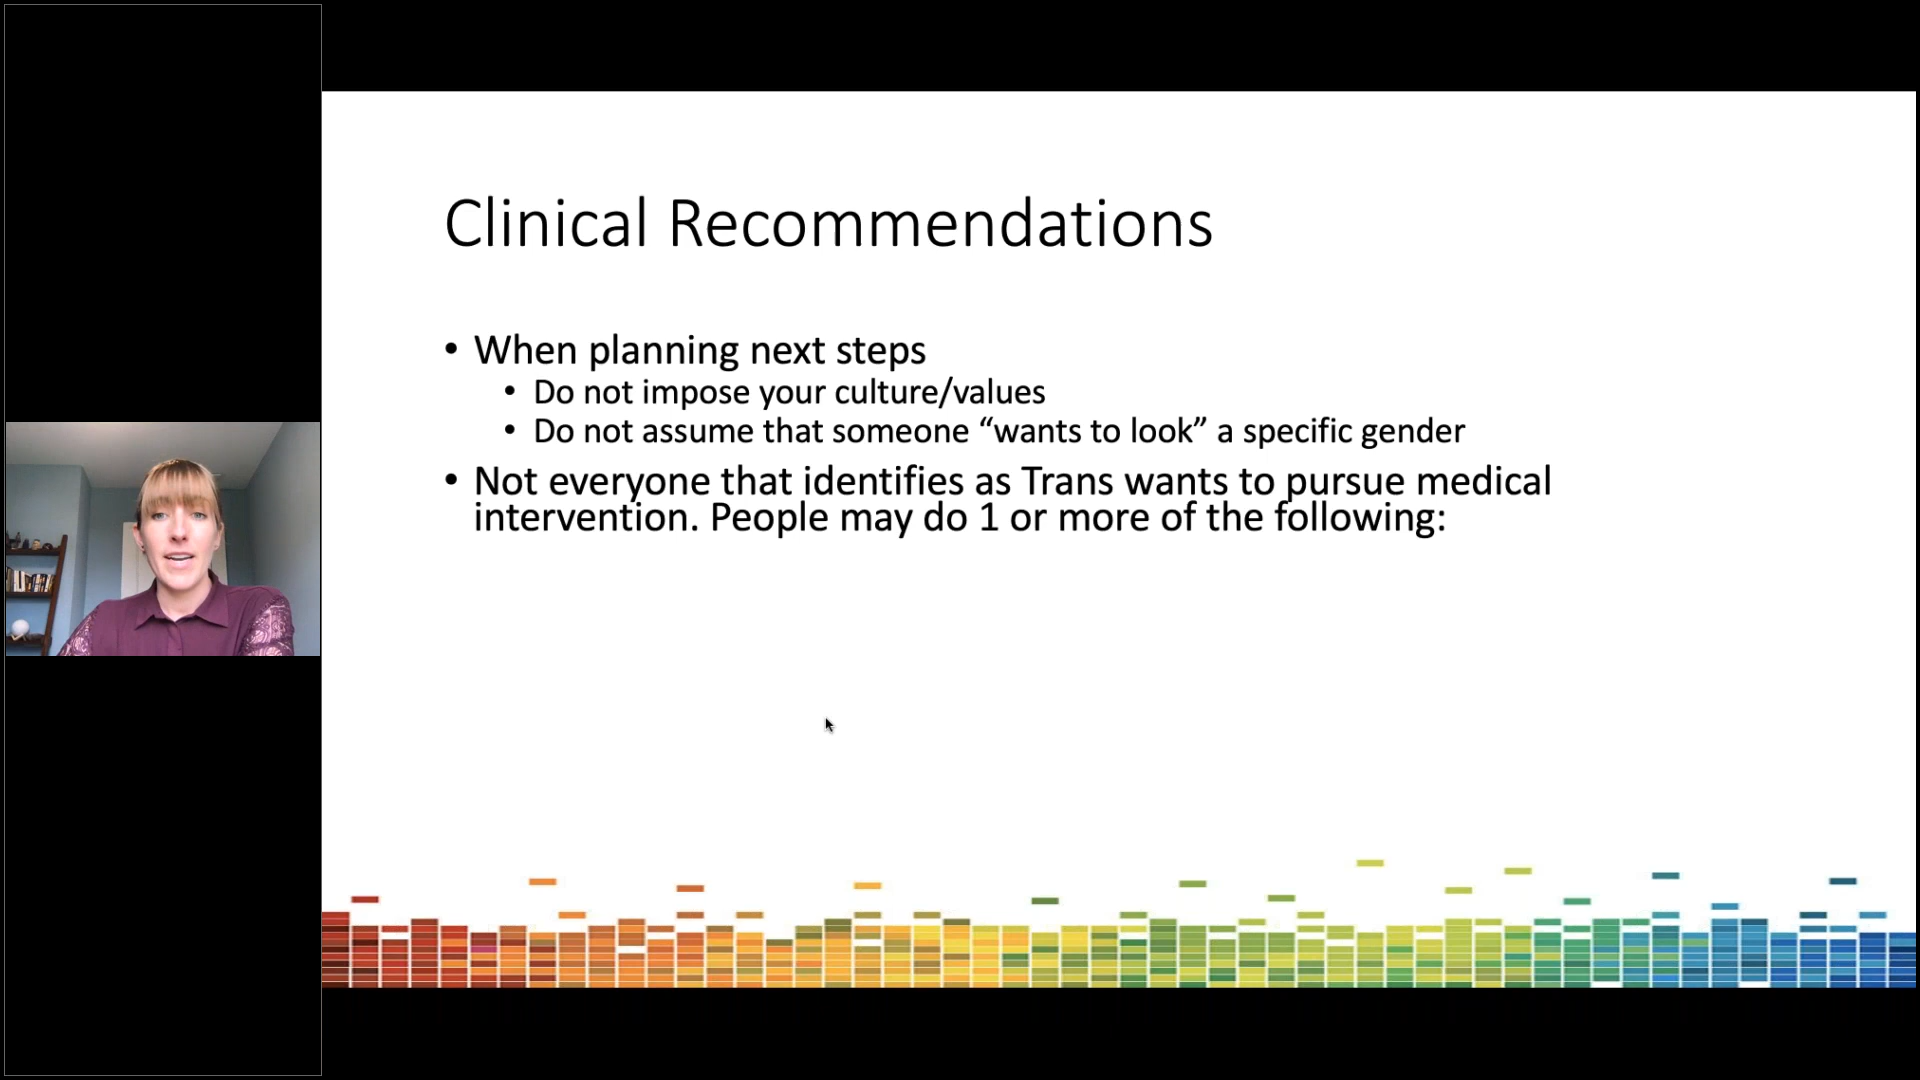 Clinical Recommendations
• When planning next steps
• Do not impose your culture/values
• Do not assume that someone “wants to look” a specific gender
• Not everyone that identifies as Trans wants to pursue medical
intervention. People may do 1 or more of the following: